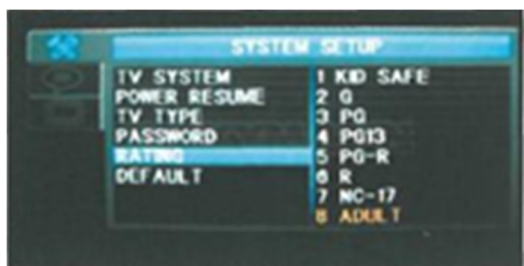 SYSTEM SETUP
TV SYSTEM
POWER RESUME
TV TYPE
PASSWORD
RATING
DEFAULT
1 KID SAFE
2 G
3 PG
4 PG13
5 PG-R
6 R
7 NC-17
8 ADULT